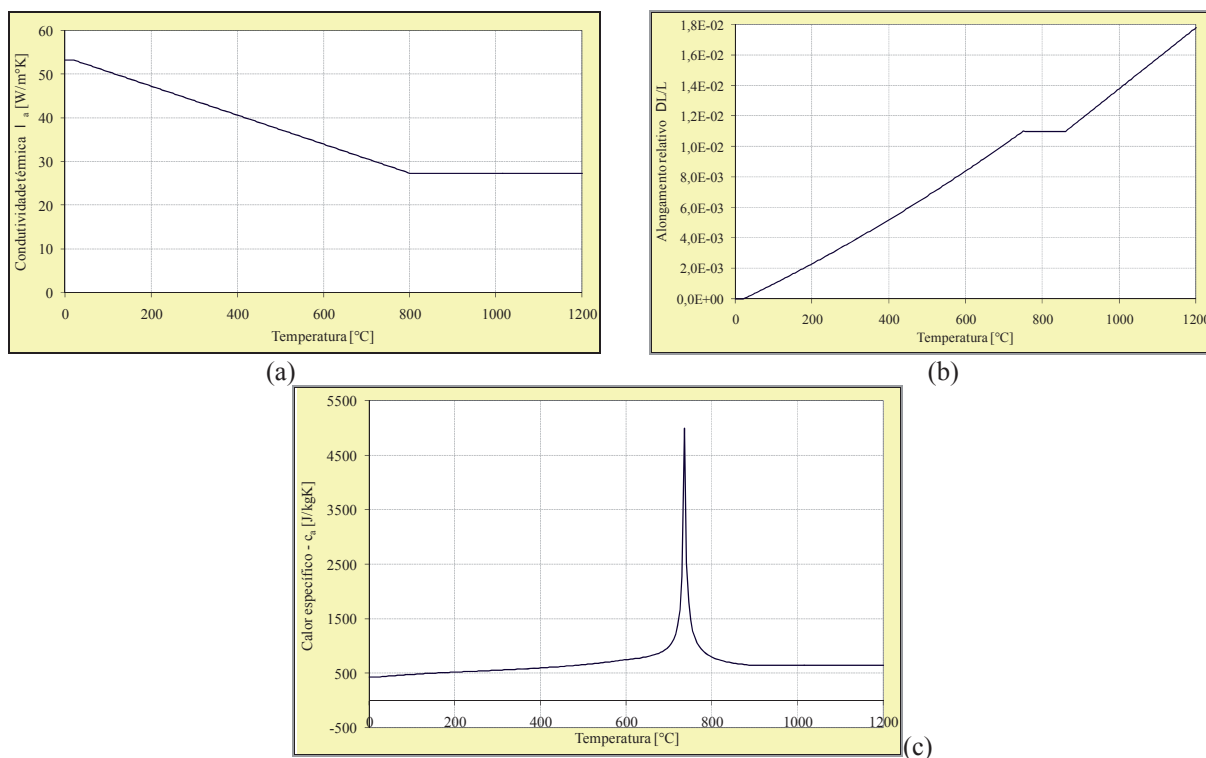 60
50
40
30
20
10
0
0 200 400 600 800 1000 1200
Condutividade térmica l a [W/m°K]
Temperatura [°C]
(a)
1,8E-02
1,6E-02
1,4E-02
1,2E-02
1,0E-02
8,0E-03
6,0E-03
4,0E-03
2,0E-03
0,0E+00
0 200 400 600 800 1000 1200
Alongamento relativo DL/L
Temperatura [°C]
(b)
5500
4500
3500
2500
1500
500
-500
0 200 400 600 800 1000 1200
Calor específico - ca [J/kgK]
Temperatura [°C]
(c)